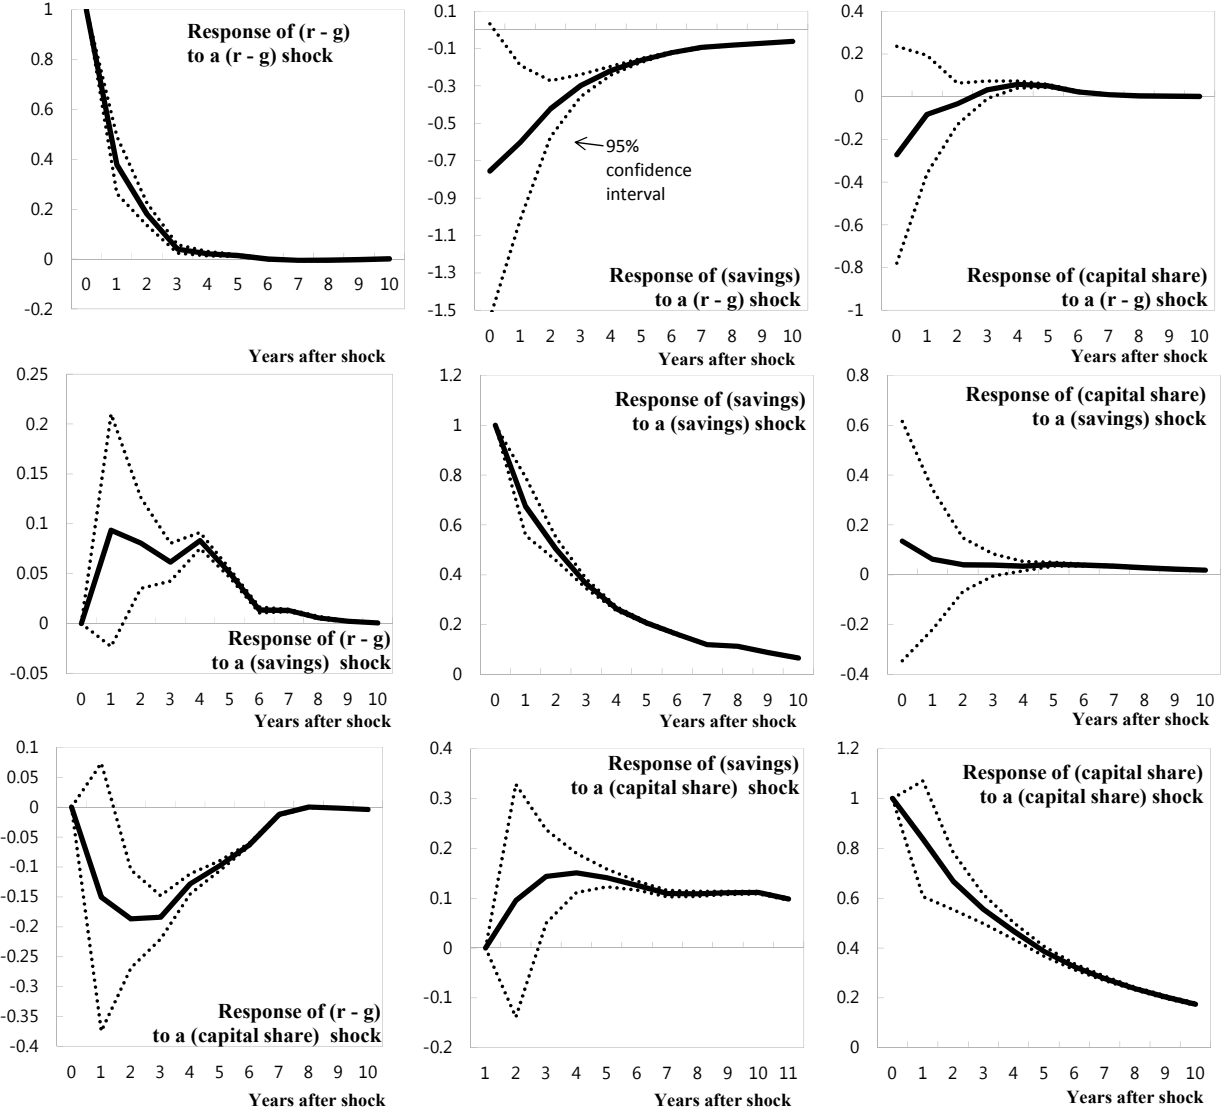 Response of (r - g)
to a (r - g) shock
1
0.8
0.6
0.4
0.2
0
-0.2
0 1 2 3 4 5 6 7 8 9 10
Years after shock
0.1
-0.1
-0.3
-0.5
-0.7
-0.9
-1.1
-1.3
-1.5
95%
confidence
interval
Response of (savings)
to a (r - g) shock
0 1 2 3 4 5 6 7 8 9 10
Years after shock
0.4
0.2
0
-0.2
-0.4
-0.6
-0.8
-1
Response of (capital share)
to a (r - g) shock
0 1 2 3 4 5 6 7 8 9 10
Years after shock
0.25
0.2
0.15
0.1
0.05
0
-0.05
Response of (r - g)
to a (savings) shock
0 1 2 3 4 5 6 7 8 9 10
Years after shock
Response of (savings)
to a (savings) shock
1.2
1
0.8
0.6
0.4
0.2
0
0 1 2 3 4 5 6 7 8 9 10
Years after shock
Response of (capital share)
to a (savings) shock
0.8
0.6
0.4
0.2
0
-0.2
-0.4
0 1 2 3 4 5 6 7 8 9 10
Years after shock
0.1
0.05
0
-0.05
-0.1
-0.15
-0.2
-0.25
-0.3
-0.35
-0.4
Response of (r - g)
to a (capital share) shock
0 1 2 3 4 5 6 7 8 9 10
Years after shock
Response of (savings)
to a (capital share) shock
0.4
0.3
0.2
0.1
0
-0.1
-0.2
1 2 3 4 5 6 7 8 9 10 11
Years after shock
Response of (capital share)
to a (capital share) shock
1.2
1
0.8
0.6
0.4
0.2
0
0 1 2 3 4 5 6 7 8 9 10
Years after shock